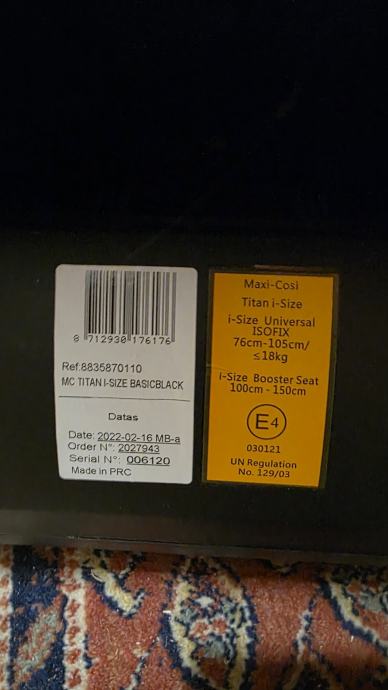 8 712930 176176
Ref:8835870110
MC TITAN I-SIZE BASICBLACK
Datas
Date: 2022-02-16 MB-a
Order N°: 2027943
Serial N°: 006120
Made in PRC
Maxi-Cosi
Titan i-Size
i-Size Universal
ISOFIX
76cm-105cm/
≤18kg
i-Size Booster Seat
100cm - 150cm
E4
030121
UN Regulation
No. 129/03